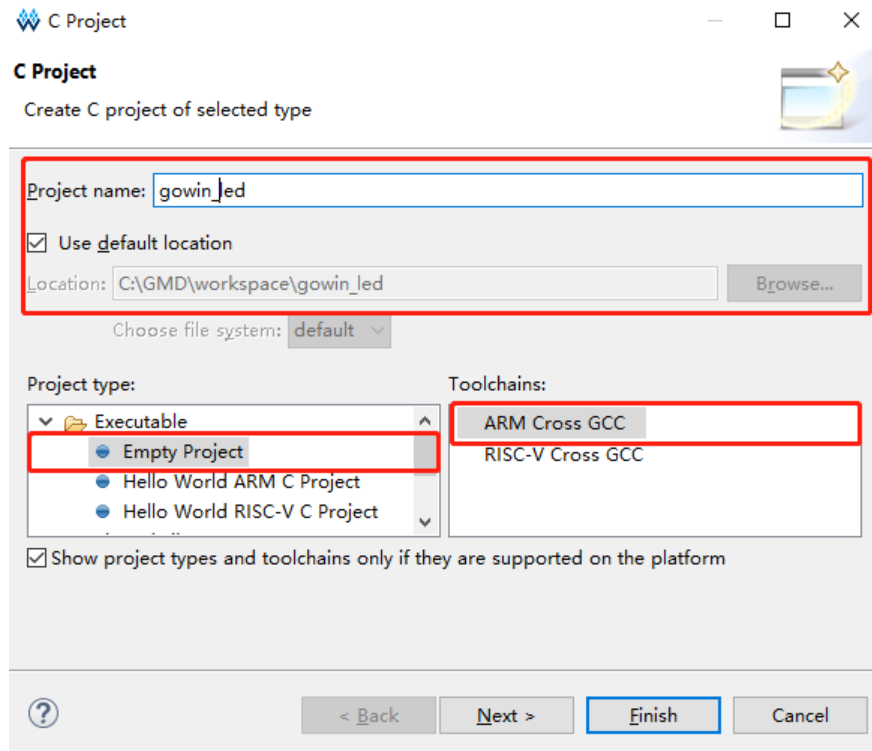 C Project
C Project
Create C project of selected type
Project name: gowin_led
Use default location
Location: C:\GMD\workspace\gowin_led Browse...
Choose file system: default
Project type: Toolchains:
Executable ARM Cross GCC
Empty Project RISC-V Cross GCC
Hello World ARM C Project
Hello World RISC-V C Project
Show project types and toolchains only if they are supported on the platform
? < Back Next > Finish Cancel